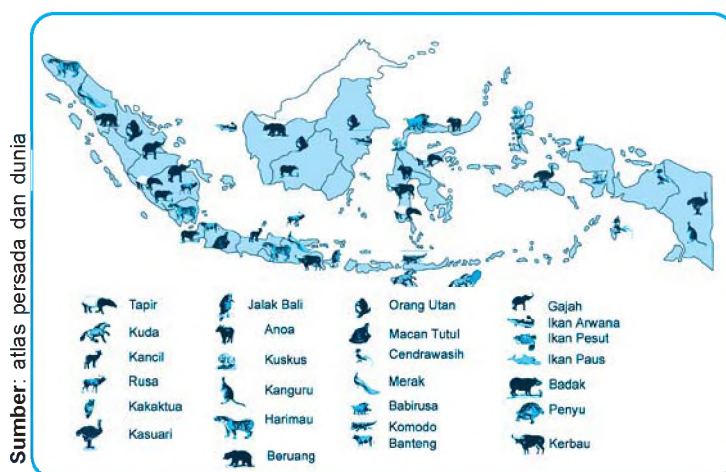 Sumber: atlas persada dan dunia
Tapir
Kuda
Kancil
Rusa
Kakaktua
Kasuari
Jalak Bali
Anoa
Kuskus
Kanguru
Harimau
Beruang
Orang Utan
Macan Tutul
Cendrawasih
Merak
Babirusa
Komodo
Banteng
Gajah
Ikan Arwana
Ikan Pesut
Ikan Paus
Badak
Penyu
Kerbau